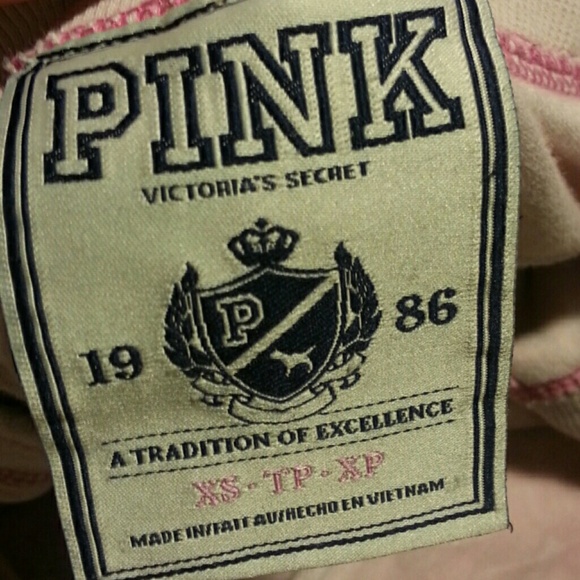 PINK
VICTORIA'S SECRET
P
19 86
A TRADITION OF EXCELLENCE
XS-TP-XP
MADE IN/FAIT AU/HECHO EN VIETNAM